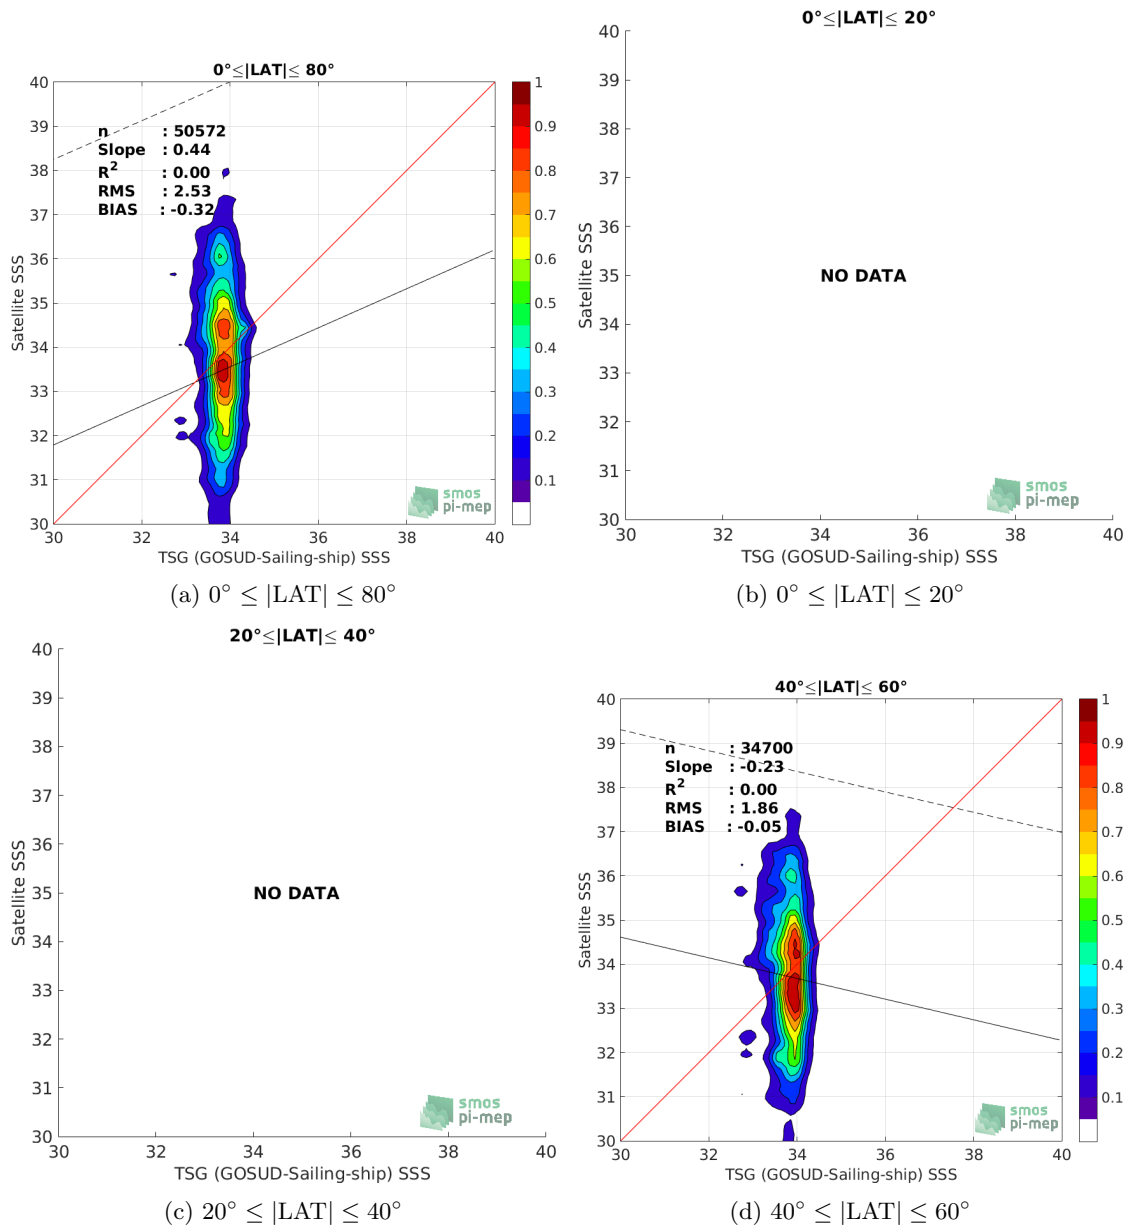 0°≤|LAT|≤ 80°
40
39
38
37
36
35
34
33
32
31
30
Satellite SSS
n : 50572
Slope : 0.44
R² : 0.00
RMS : 2.53
BIAS : -0.32
smos
pi-mep
30 32 34 36 38 40
TSG (GOSUD-Sailing-ship) SSS
1
0.9
0.8
0.7
0.6
0.5
0.4
0.3
0.2
0.1
(a) 0° ≤ |LAT| ≤ 80°
0°≤|LAT|≤ 20°
40
39
38
37
36
35
34
33
32
31
30
Satellite SSS
NO DATA
smos
pi-mep
30 32 34 36 38 40
TSG (GOSUD-Sailing-ship) SSS
(b) 0° ≤ |LAT| ≤ 20°
20°≤|LAT|≤ 40°
40
39
38
37
36
35
34
33
32
31
30
Satellite SSS
NO DATA
smos
pi-mep
30 32 34 36 38 40
TSG (GOSUD-Sailing-ship) SSS
(c) 20° ≤ |LAT| ≤ 40°
40°≤|LAT|≤ 60°
40
39
38
37
36
35
34
33
32
31
30
Satellite SSS
n : 34700
Slope : -0.23
R² : 0.00
RMS : 1.86
BIAS : -0.05
smos
pi-mep
30 32 34 36 38 40
TSG (GOSUD-Sailing-ship) SSS
1
0.9
0.8
0.7
0.6
0.5
0.4
0.3
0.2
0.1
(d) 40° ≤ |LAT| ≤ 60°